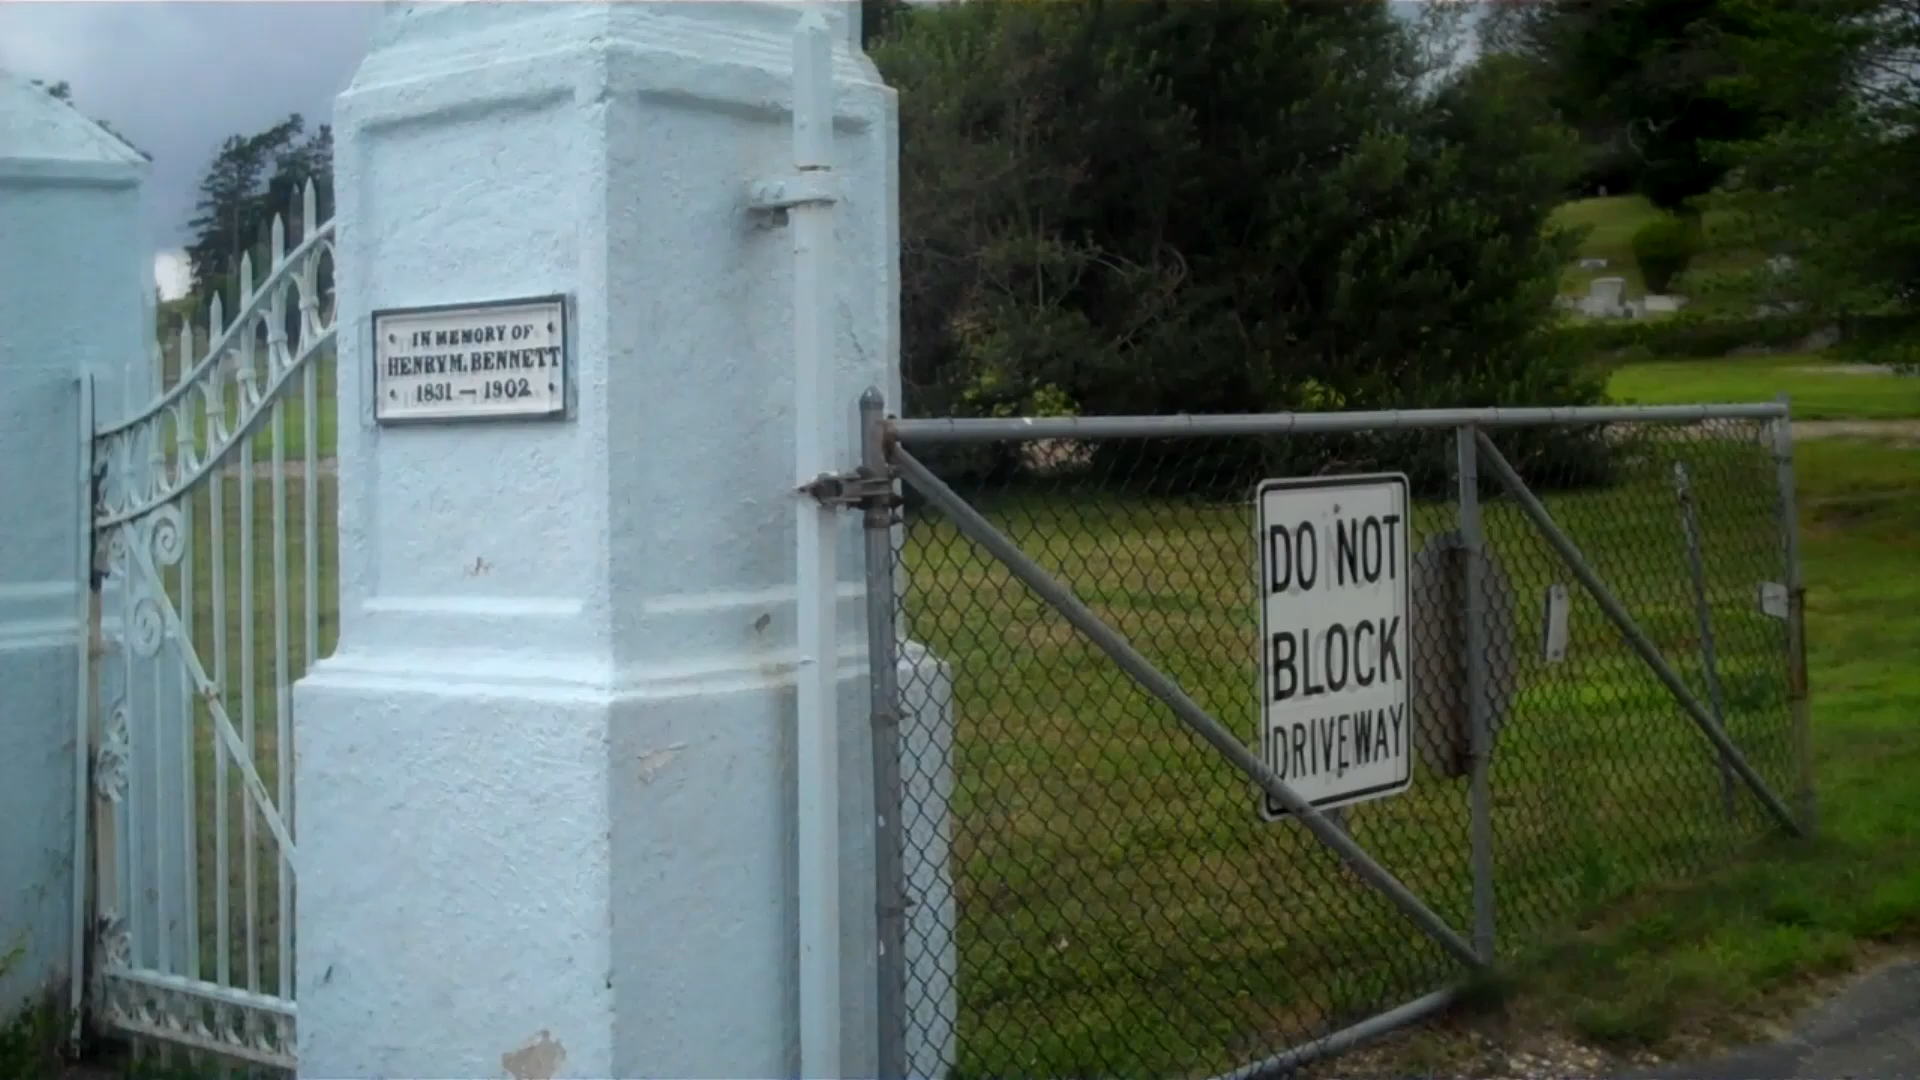 IN MEMORY OF
HENRY M. BENNETT
1831 — 1902
DO NOT
BLOCK
DRIVEWAY